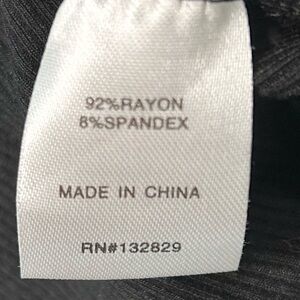 92%RAYON
8%SPANDEX
MADE IN CHINA
RN#132829